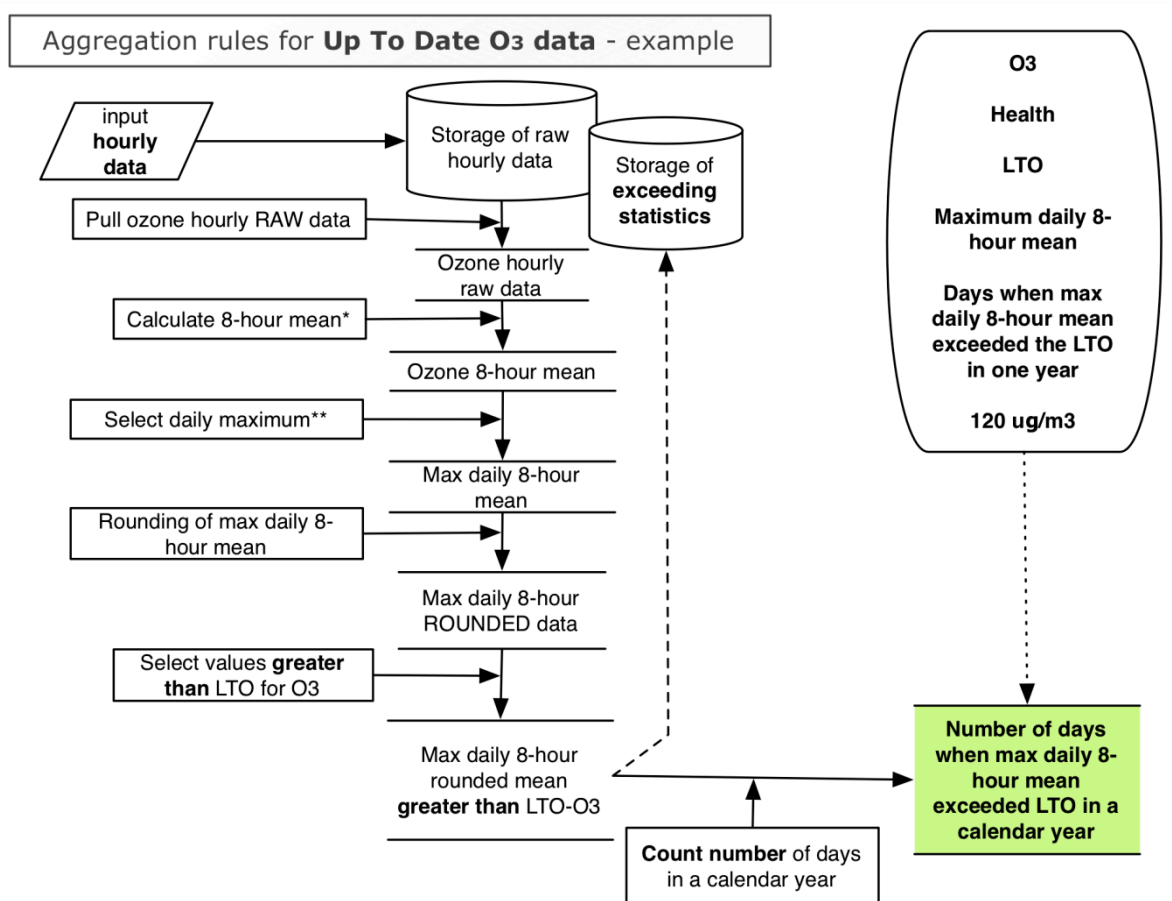 Aggregation rules for Up To Date O3 data - example
input
hourly
data
Storage of raw
hourly data
Storage of
exceeding
statistics
Pull ozone hourly RAW data
Ozone hourly
raw data
Calculate 8-hour mean*
Ozone 8-hour mean
Select daily maximum**
Max daily 8-hour
mean
Rounding of max daily 8-
hour mean
Max daily 8-hour
ROUNDED data
Select values greater
than LTO for O3
Max daily 8-hour
rounded mean
greater than LTO-O3
Count number of days
in a calendar year
O3
Health
LTO
Maximum daily 8-
hour mean
Days when max
daily 8-hour mean
exceeded the LTO
in one year
120 ug/m3
Number of days
when max daily 8-
hour mean
exceeded LTO in a
calendar year